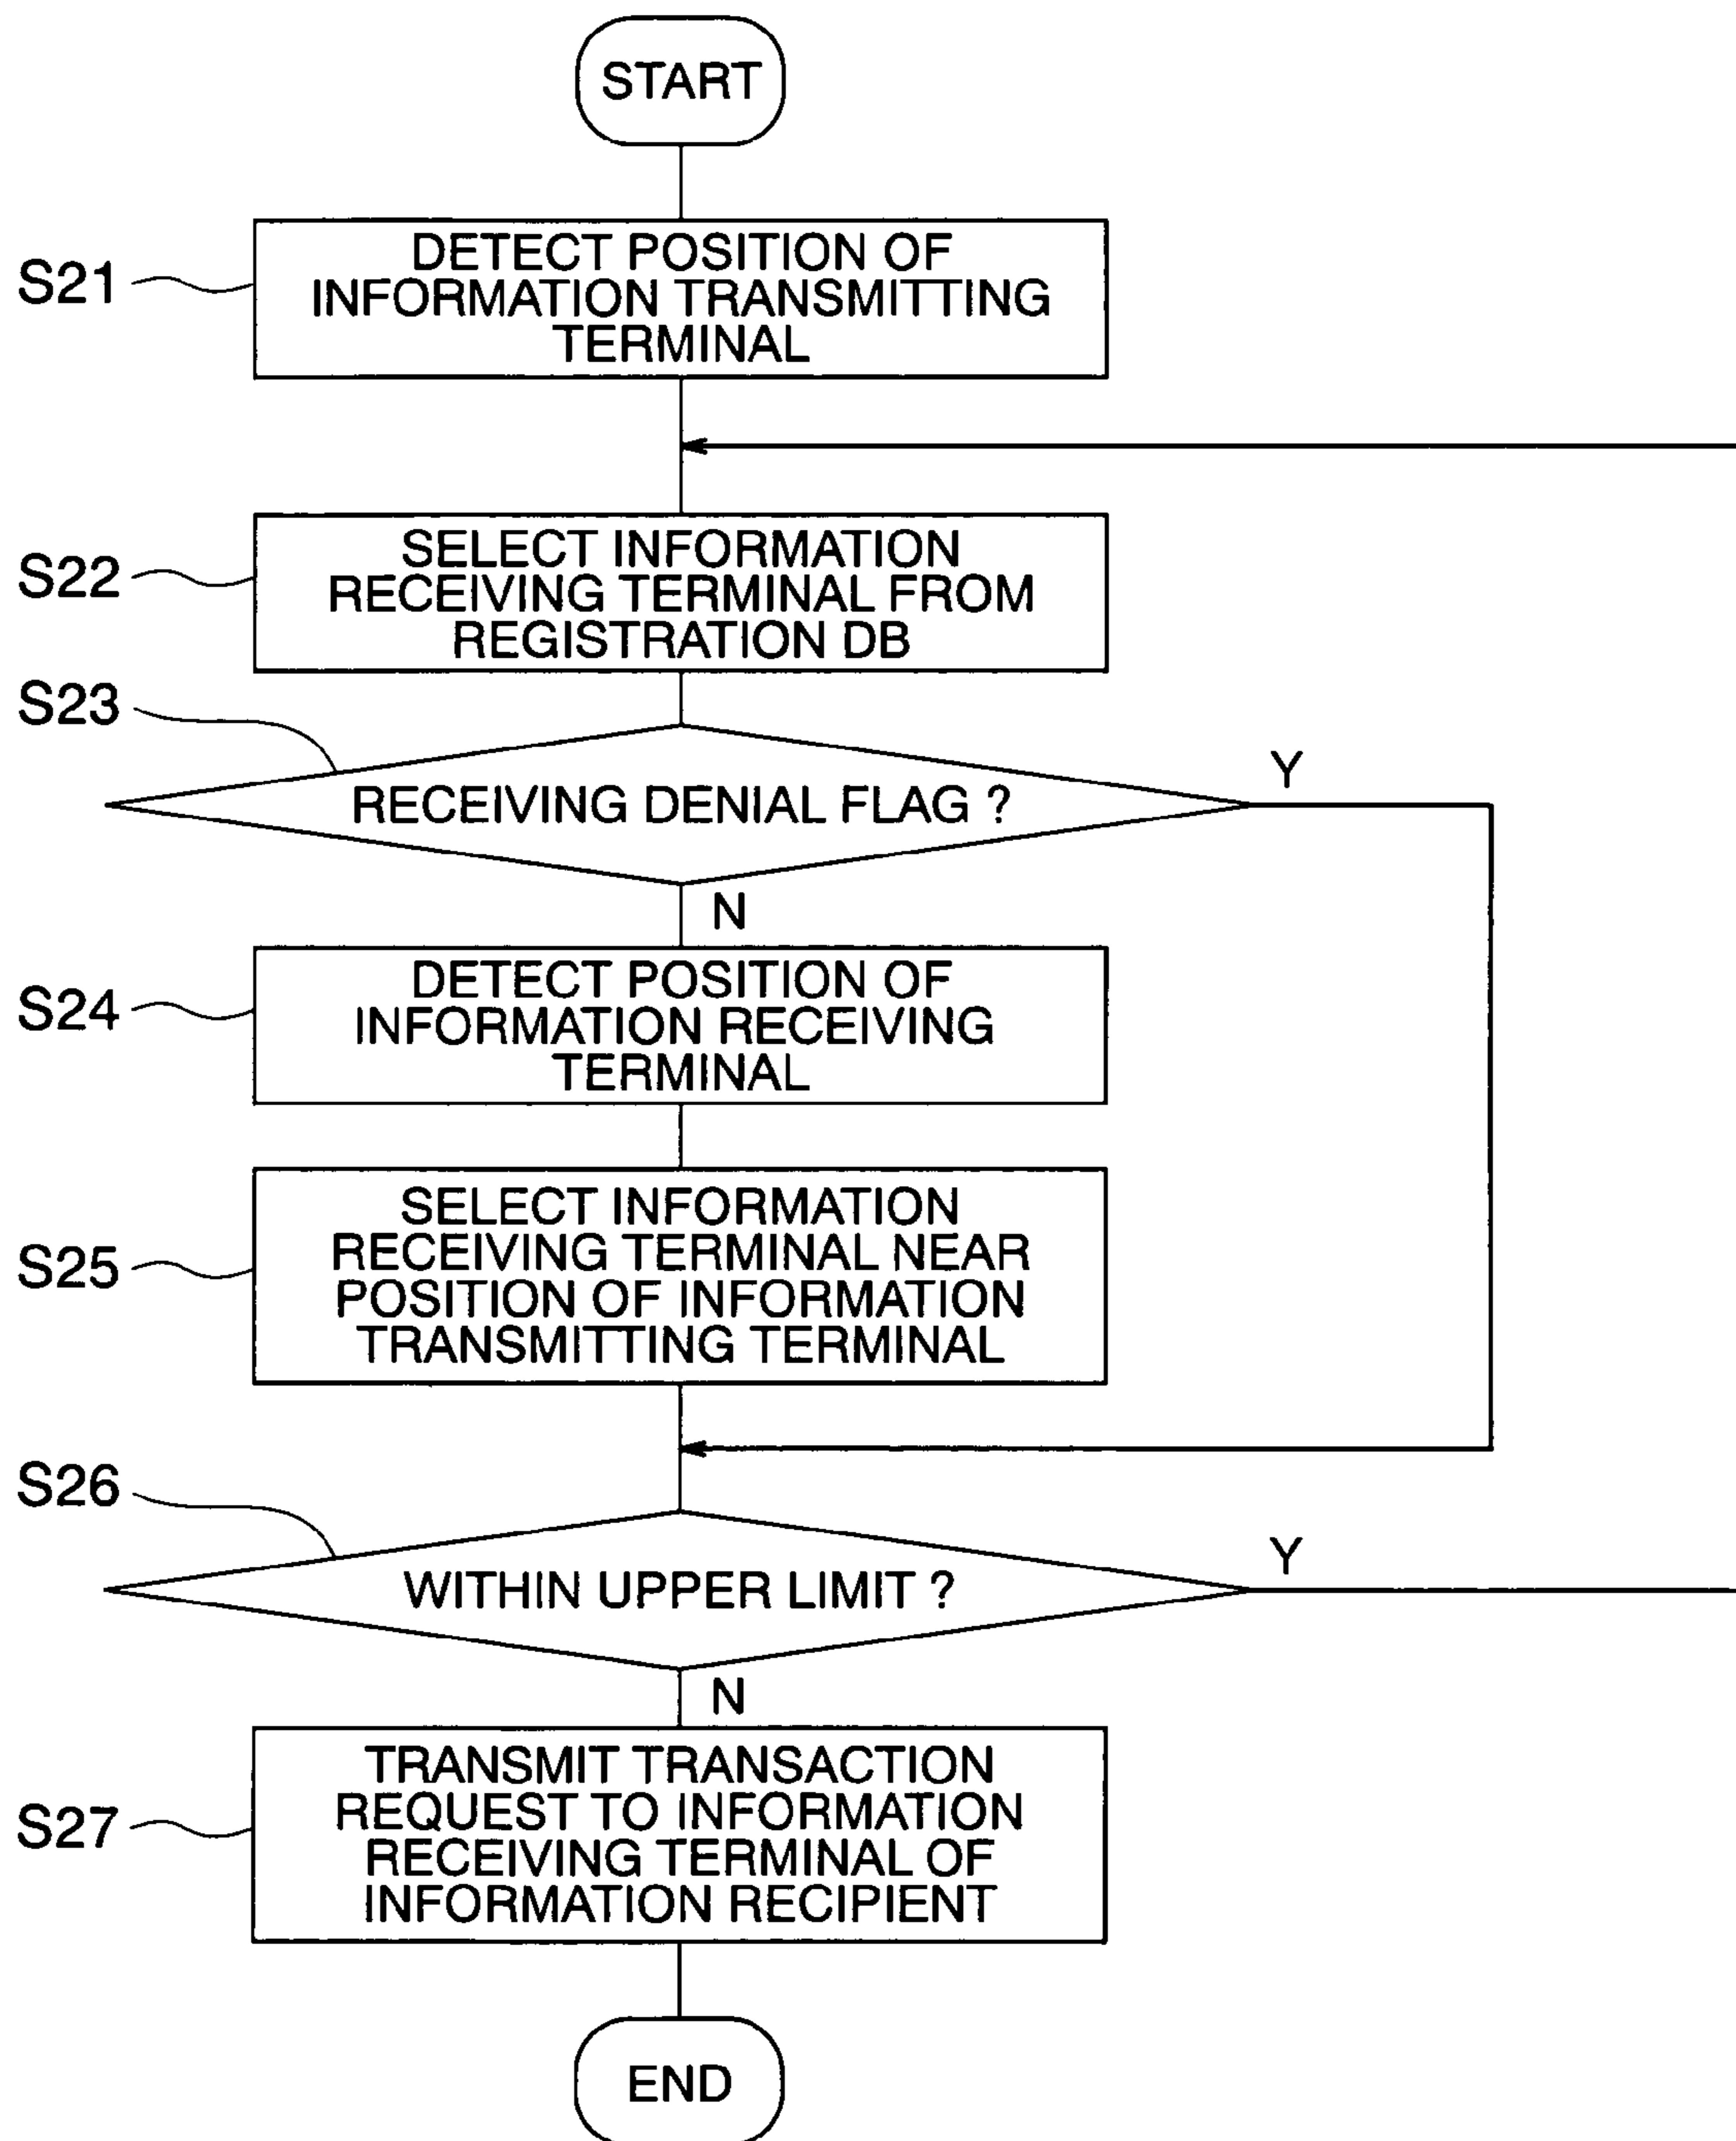 START
S21
DETECT POSITION OF
INFORMATION TRANSMITTING
TERMINAL
S22
SELECT INFORMATION
RECEIVING TERMINAL FROM
REGISTRATION DB
S23
RECEIVING DENIAL FLAG ?
Y
N
S24
DETECT POSITION OF
INFORMATION RECEIVING
TERMINAL
S25
SELECT INFORMATION
RECEIVING TERMINAL NEAR
POSITION OF INFORMATION
TRANSMITTING TERMINAL
S26
WITHIN UPPER LIMIT ?
Y
N
S27
TRANSMIT TRANSACTION
REQUEST TO INFORMATION
RECEIVING TERMINAL OF
INFORMATION RECIPIENT
END